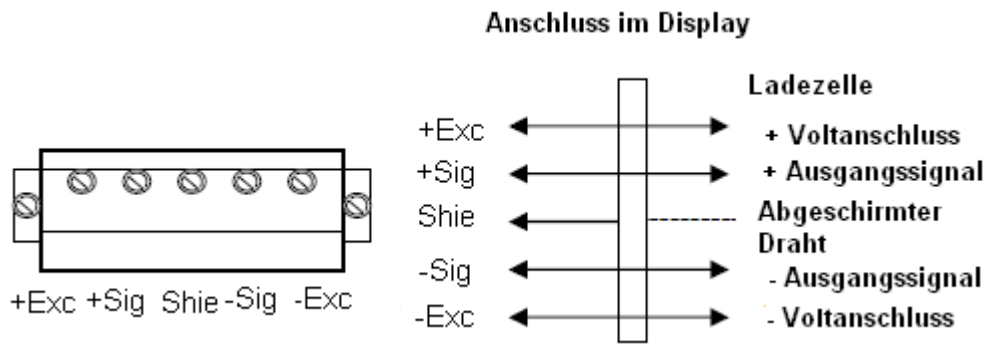 Anschluss im Display
+Exc +Sig Shie -Sig -Exc
+Exc
+Sig
Shie
-Sig
-Exc
Ladezelle
+ Voltanschluss
+ Ausgangssignal
Abgeschirmter
Draht
- Ausgangssignal
- Voltanschluss